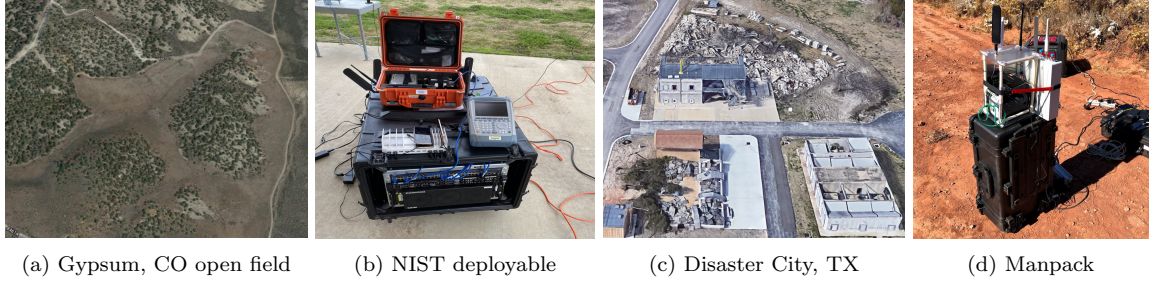 (a) Gypsum, CO open field
(b) NIST deployable
(c) Disaster City, TX
(d) Manpack